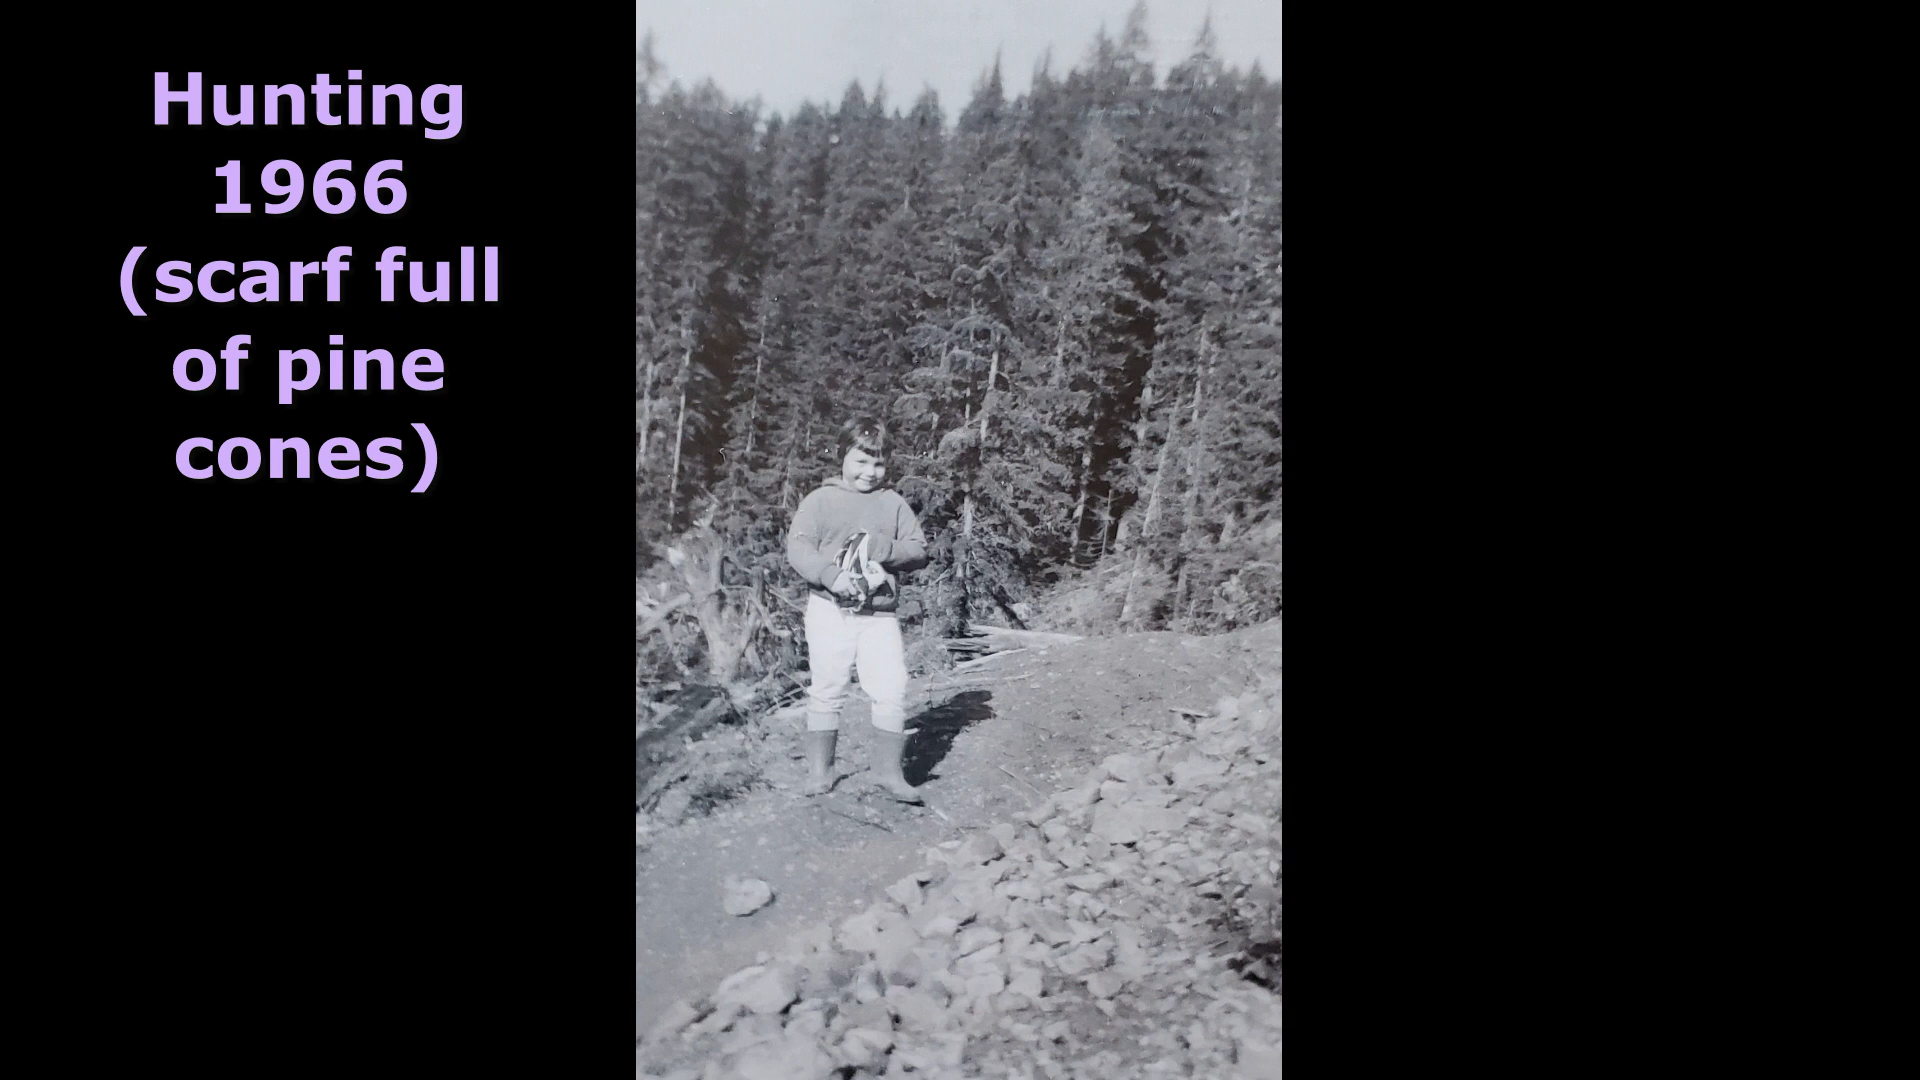 Hunting
1966
(scarf full
of pine
cones)